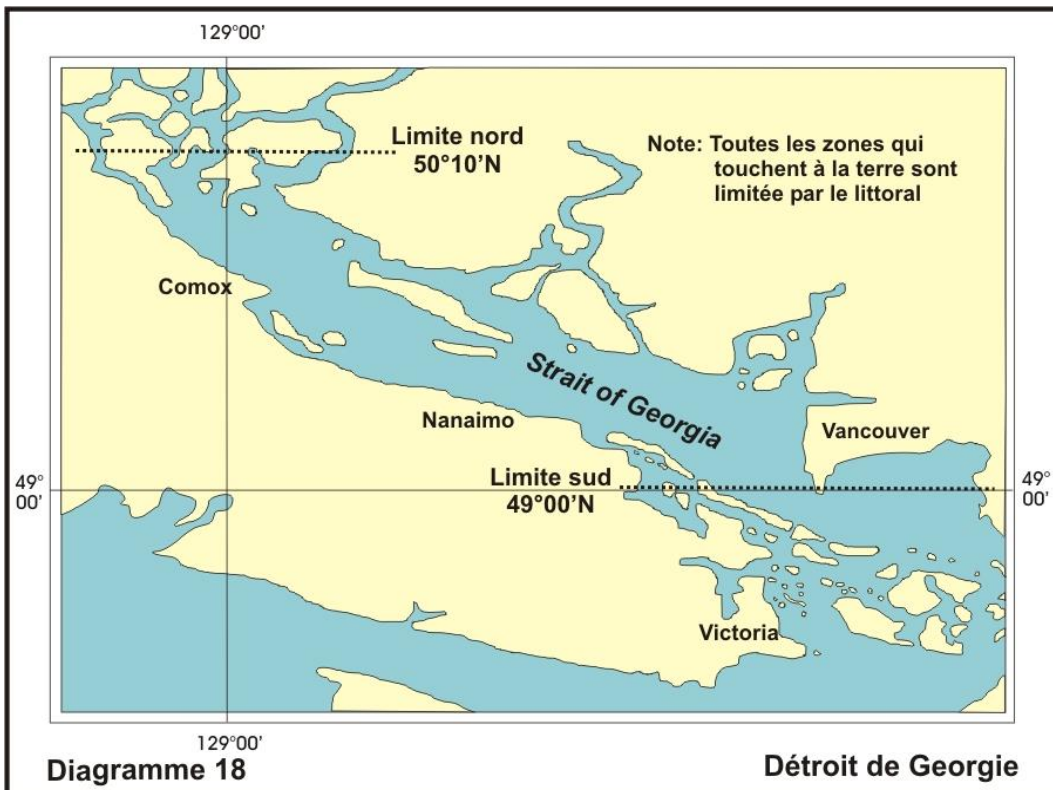 129°00'
Limite nord
50°10'N
Note: Toutes les zones qui
touchent à la terre sont
limitée par le littoral
Comox
Strait of Georgia
Nanaimo
Vancouver
Limite sud
49°00'N
49°
00'
49°
00'
Victoria
129°00'
Diagramme 18
Détroit de Georgie